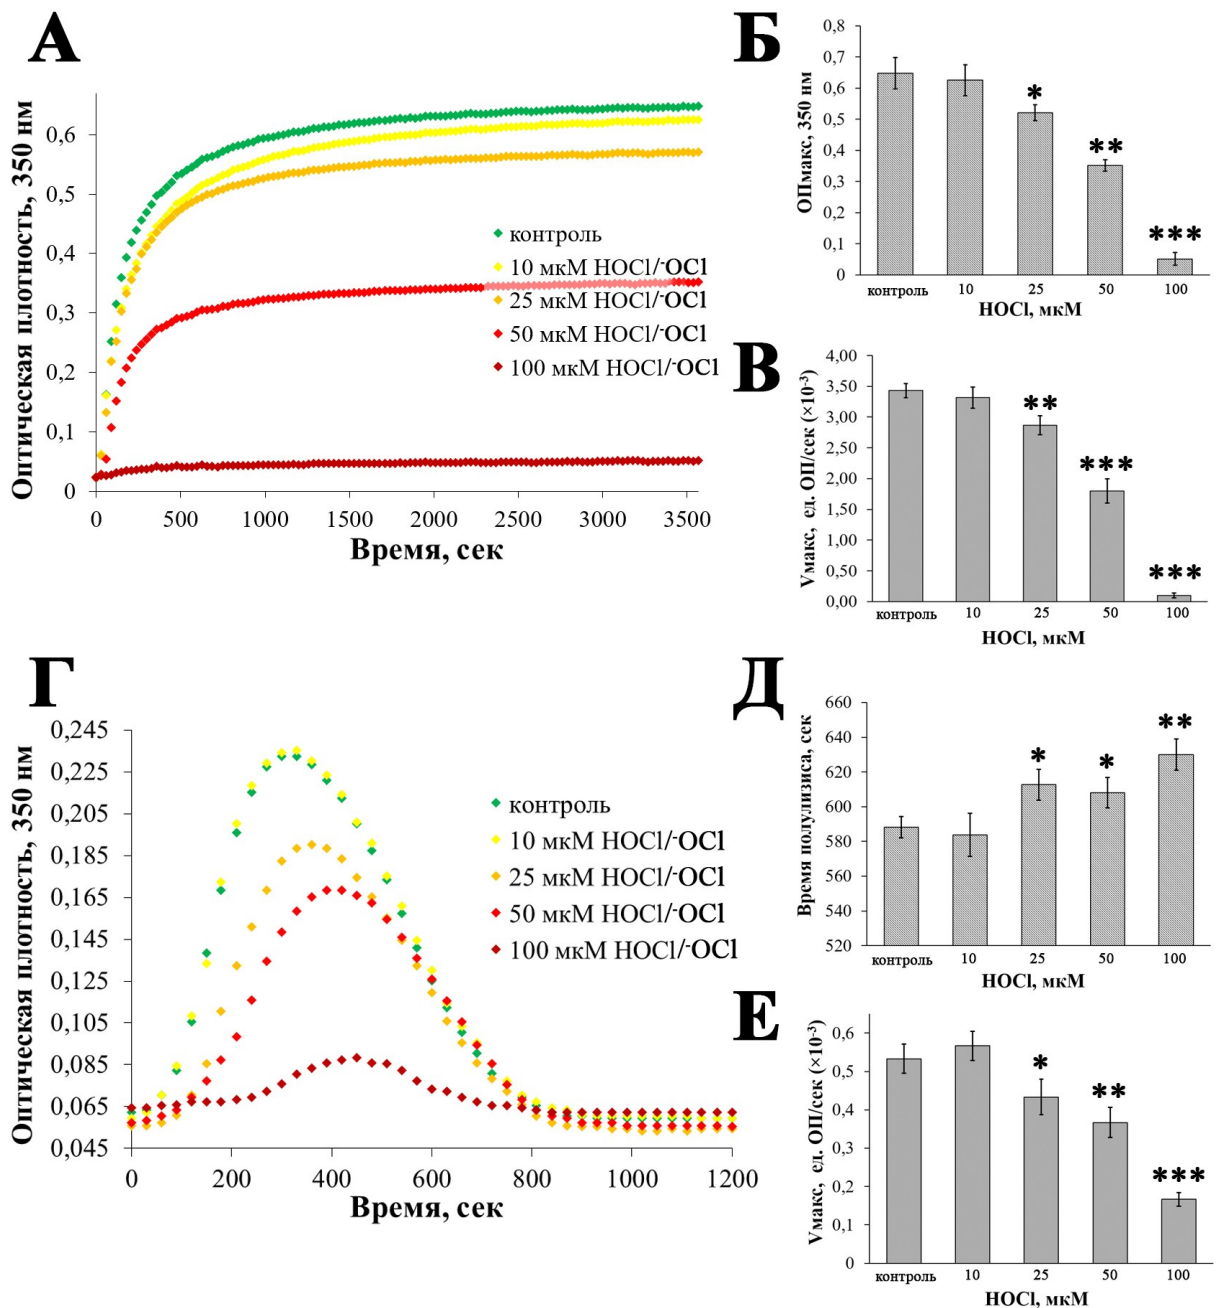 А
Оптическая плотность, 350 нм
0,6
0,5
0,4
0,3
0,2
0,1
0
0 500 1000 1500 2000 2500 3000 3500
Время, сек
контроль
10 мкМ HOCl/⁻OCl
25 мкМ HOCl/⁻OCl
50 мкМ HOCl/⁻OCl
100 мкМ HOCl/⁻OCl
Б
ОПмакс, 350 нм
0,8
0,7
0,6
0,5
0,4
0,3
0,2
0,1
0
*
**
***
контроль 10 25 50 100
HOCl, мкМ
В
Vмакс, ед. ОП/сек (×10⁻³)
4,00
3,50
3,00
2,50
2,00
1,50
1,00
0,50
0,00
**
***
***
контроль 10 25 50 100
HOCl, мкМ
Г
Оптическая плотность, 350 нм
0,245
0,225
0,205
0,185
0,165
0,145
0,125
0,105
0,085
0,065
0,045
0 200 400 600 800 1000 1200
Время, сек
контроль
10 мкМ HOCl/⁻OCl
25 мкМ HOCl/⁻OCl
50 мкМ HOCl/⁻OCl
100 мкМ HOCl/⁻OCl
Д
Время полулизиса, сек
660
640
620
600
580
560
540
520
*
*
**
контроль 10 25 50 100
HOCl, мкМ
Е
Vмакс, ед. ОП/сек (×10⁻³)
0,6
0,5
0,4
0,3
0,2
0,1
0
*
**
***
контроль 10 25 50 100
HOCl, мкМ